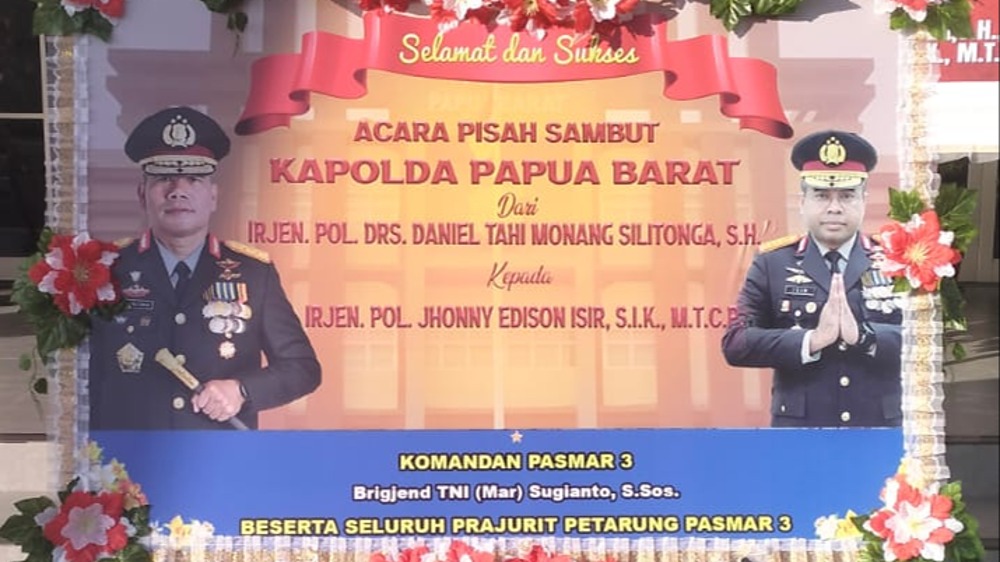 Selamat dan Sukses
ACARA PISAH SAMBUT
KAPOLDA PAPUA BARAT
Dari
IRJEN. POL. DRS. DANIEL TAHI MONANG SILITONGA, S.H.
Kepada
IRJEN. POL. JHONNY EDISON ISIR, S.I.K., M.T.C.P
KOMANDAN PASMAR 3
Brigjend TNI (Mar) Sugianto, S.Sos.
BESERTA SELURUH PRAJURIT PETARUNG PASMAR 3